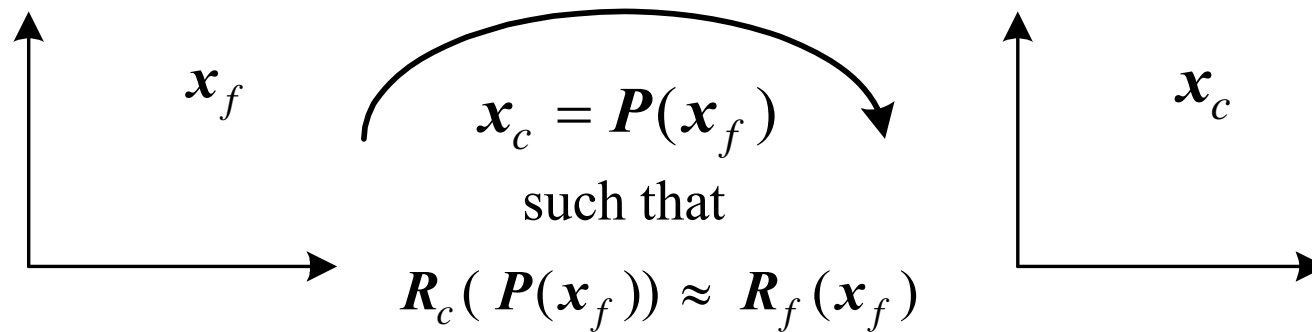 x_f
x_c = P(x_f)
such that
R_c( P(x_f)) ≈ R_f(x_f)
x_c